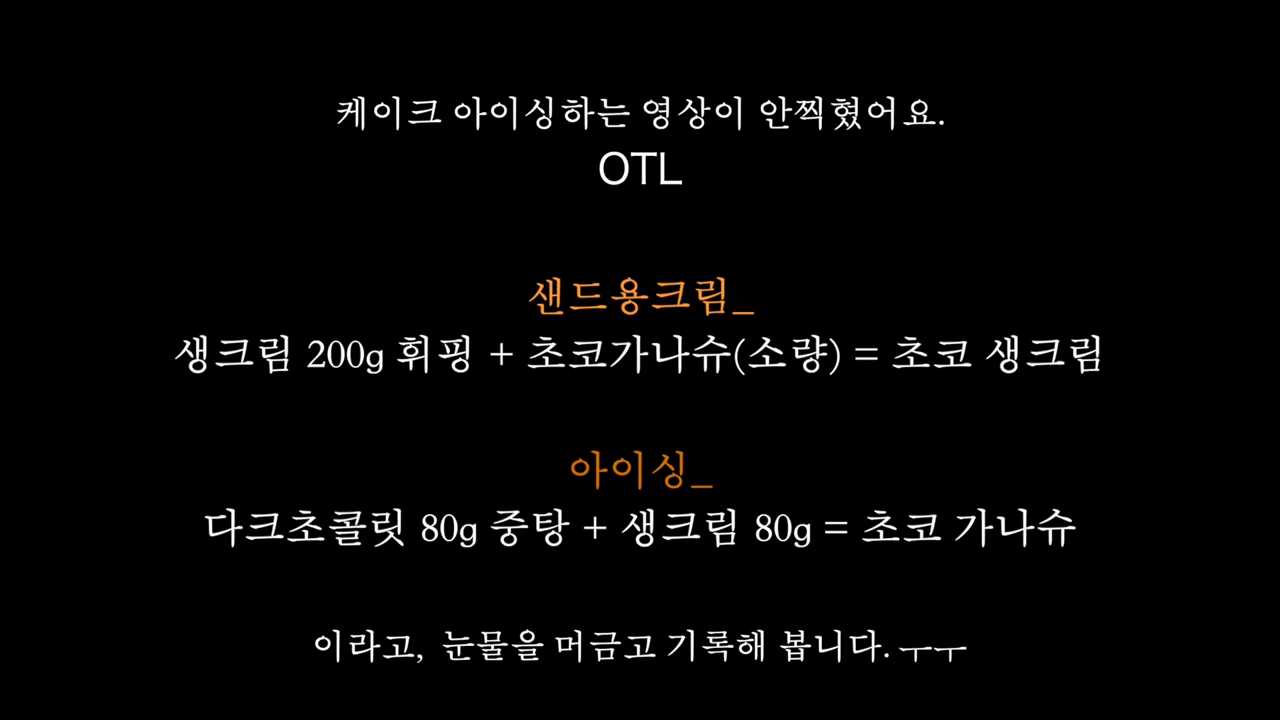 케이크 아이싱하는 영상이 안찍혔어요.
OTL
샌드용크림_
생크림 200g 휘핑 + 초코가나슈(소량) = 초코 생크림
아이싱_
다크초콜릿 80g 중탕 + 생크림 80g = 초코 가나슈
이라고, 눈물을 머금고 기록해 봅니다. ㅜㅜ